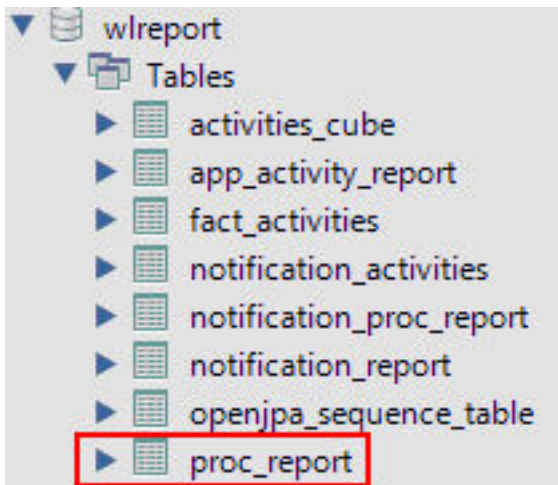 wlreport
Tables
activities_cube
app_activity_report
fact_activities
notification_activities
notification_proc_report
notification_report
openjpa_sequence_table
proc_report